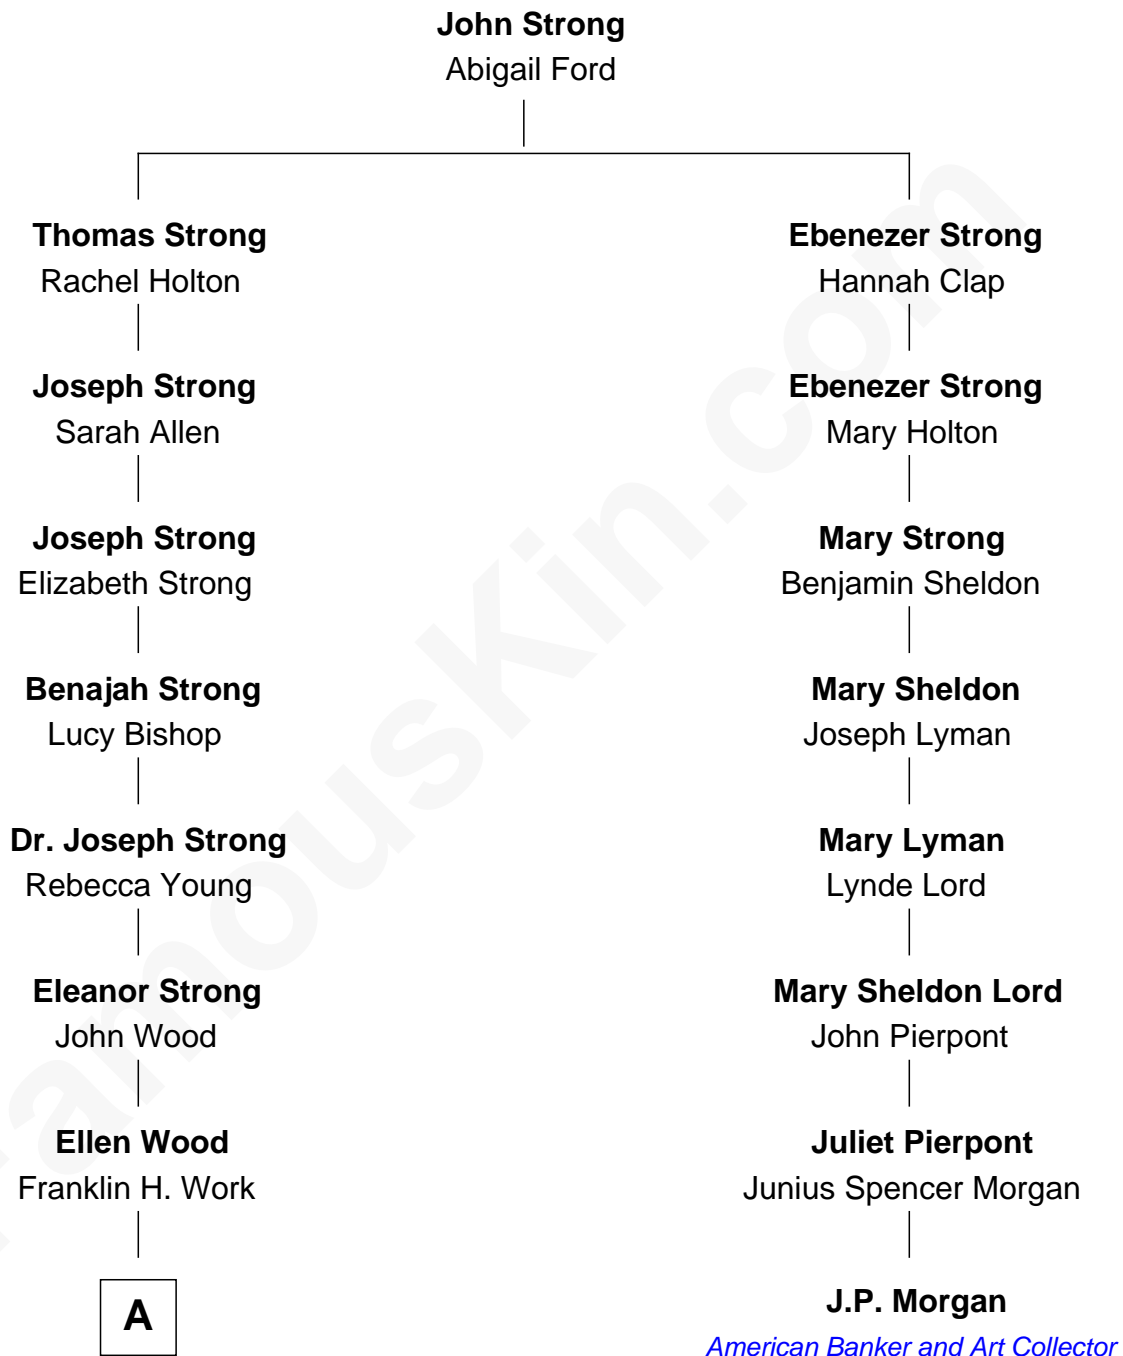 John Strong
Abigail Ford
Thomas Strong
Rachel Holton
Ebenezer Strong
Hannah Clap
Joseph Strong
Sarah Allen
Ebenezer Strong
Mary Holton
Joseph Strong
Elizabeth Strong
Mary Strong
Benjamin Sheldon
Benajah Strong
Lucy Bishop
Mary Sheldon
Joseph Lyman
Dr. Joseph Strong
Rebecca Young
Mary Lyman
Lynde Lord
Eleanor Strong
John Wood
Mary Sheldon Lord
John Pierpont
Ellen Wood
Franklin H. Work
Juliet Pierpont
Junius Spencer Morgan
A
J.P. Morgan
American Banker and Art Collector
FamousKin.com